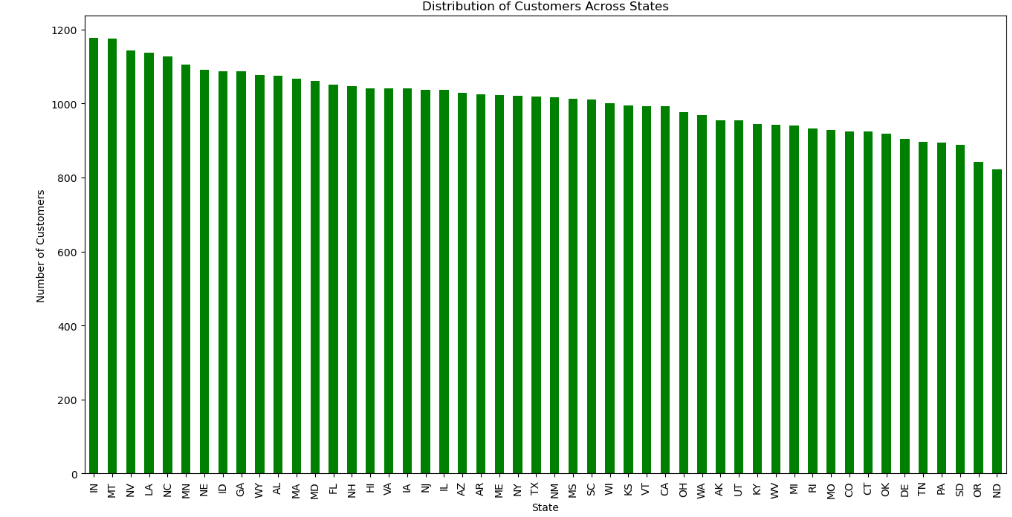 Distribution of Customers Across States
1200
1000
800
600
400
200
0
Number of Customers
IN MT NV LA NC MN NE ID GA WY AL MA MD FL NH HI VA IA NJ IL AZ AR ME NY TX NM MS SC WI KS VT CA OH WA AK UT KY WV MI RI MO CO CT OK DE TN PA SD OR ND
State